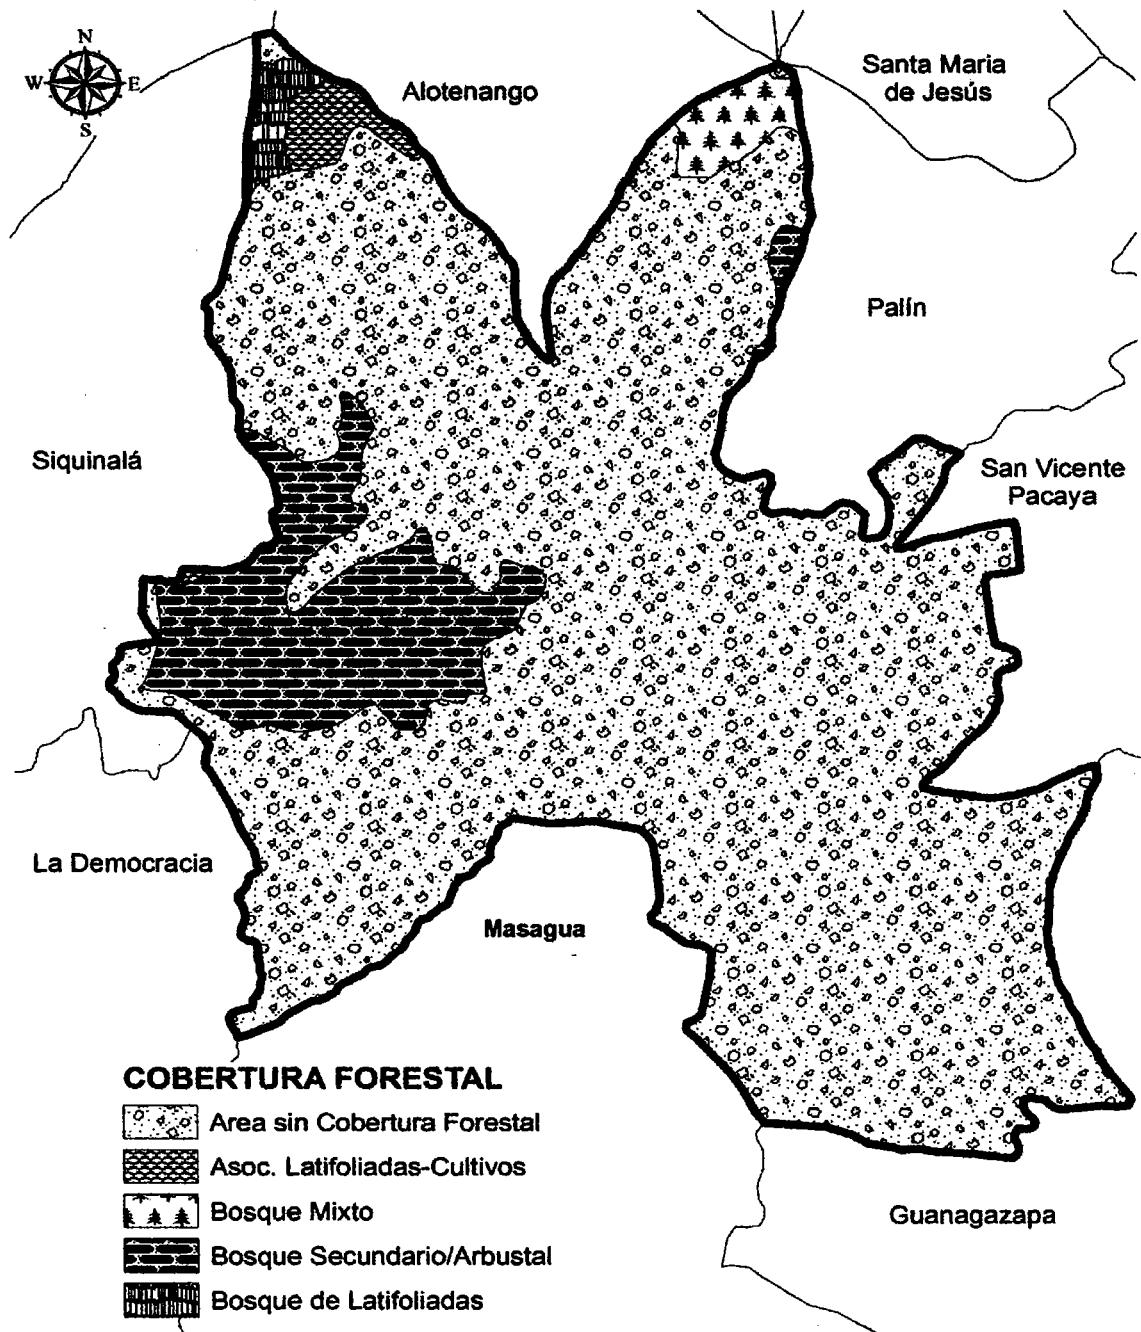 N
W E
S
Alotenango
Santa Maria
de Jesús
Palín
Siquinalá
San Vicente
Pacaya
La Democracia
Masagua
COBERTURA FORESTAL
Area sin Cobertura Forestal
Asoc. Latifoliadas-Cultivos
Bosque Mixto
Bosque Secundario/Arbustal
Bosque de Latifoliadas
Guanagazapa